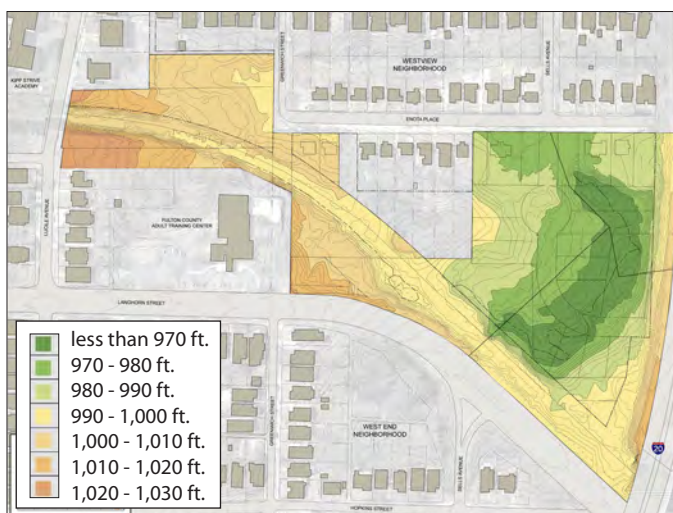 KIPP STRIVE
ACADEMY
GREENWICH STREET
WESTVIEW
NEIGHBORHOOD
BELLS AVENUE
ENOTA PLACE
LUCILE AVENUE
FULTON COUNTY
ADULT TRAINING CENTER
LANGHORN STREET
less than 970 ft.
970 - 980 ft.
980 - 990 ft.
990 - 1,000 ft.
1,000 - 1,010 ft.
1,010 - 1,020 ft.
1,020 - 1,030 ft.
GREENWICH STREET
WEST END
NEIGHBORHOOD
BELLS AVENUE
20
HOPKINS STREET